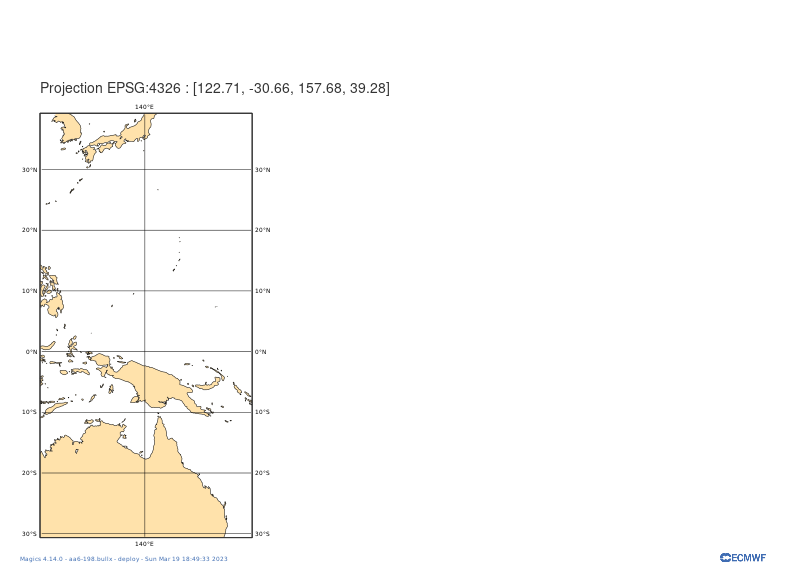 Projection EPSG:4326 : [122.71, -30.66, 157.68, 39.28]
140°E
30°N 30°N
20°N 20°N
10°N 10°N
0°N 0°N
10°S 10°S
20°S 20°S
30°S 30°S
140°E
Magics 4.14.0 - aa6-198.bullx - deploy - Sun Mar 19 18:49:33 2023
ECMWF